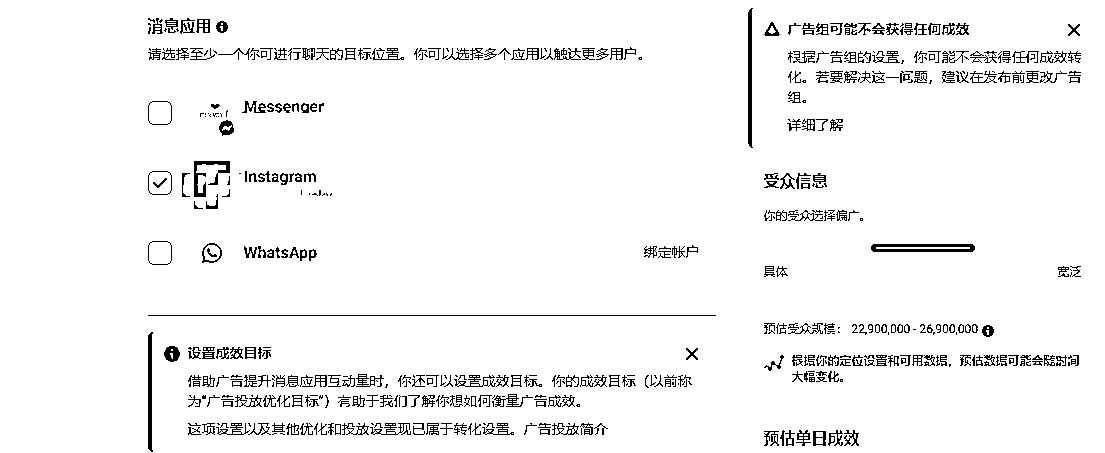 消息应用
请选择至少一个你可进行聊天的目标位置。你可以选择多个应用以触达更多用户。
Messenger
Instagram
WhatsApp
绑定帐户
设置成效目标
借助广告提升消息应用互动量时，你还可以设置成效目标。你的成效目标（以前称
为“广告投放优化目标”）有助于我们了解你想如何衡量广告成效。
这项设置以及其他优化和投放设置现已属于转化设置。广告投放简介
广告组可能不会获得任何成效
根据广告组的设置，你可能不会获得任何成效转
化。若要解决这一问题，建议在发布前更改广告
组。
详细了解
受众信息
你的受众选择偏广。
具体
宽泛
预估受众规模： 22,900,000 - 26,900,000
根据你的定位设置和可用数据，预估数据可能会随时间
大幅变化。
预估单日成效